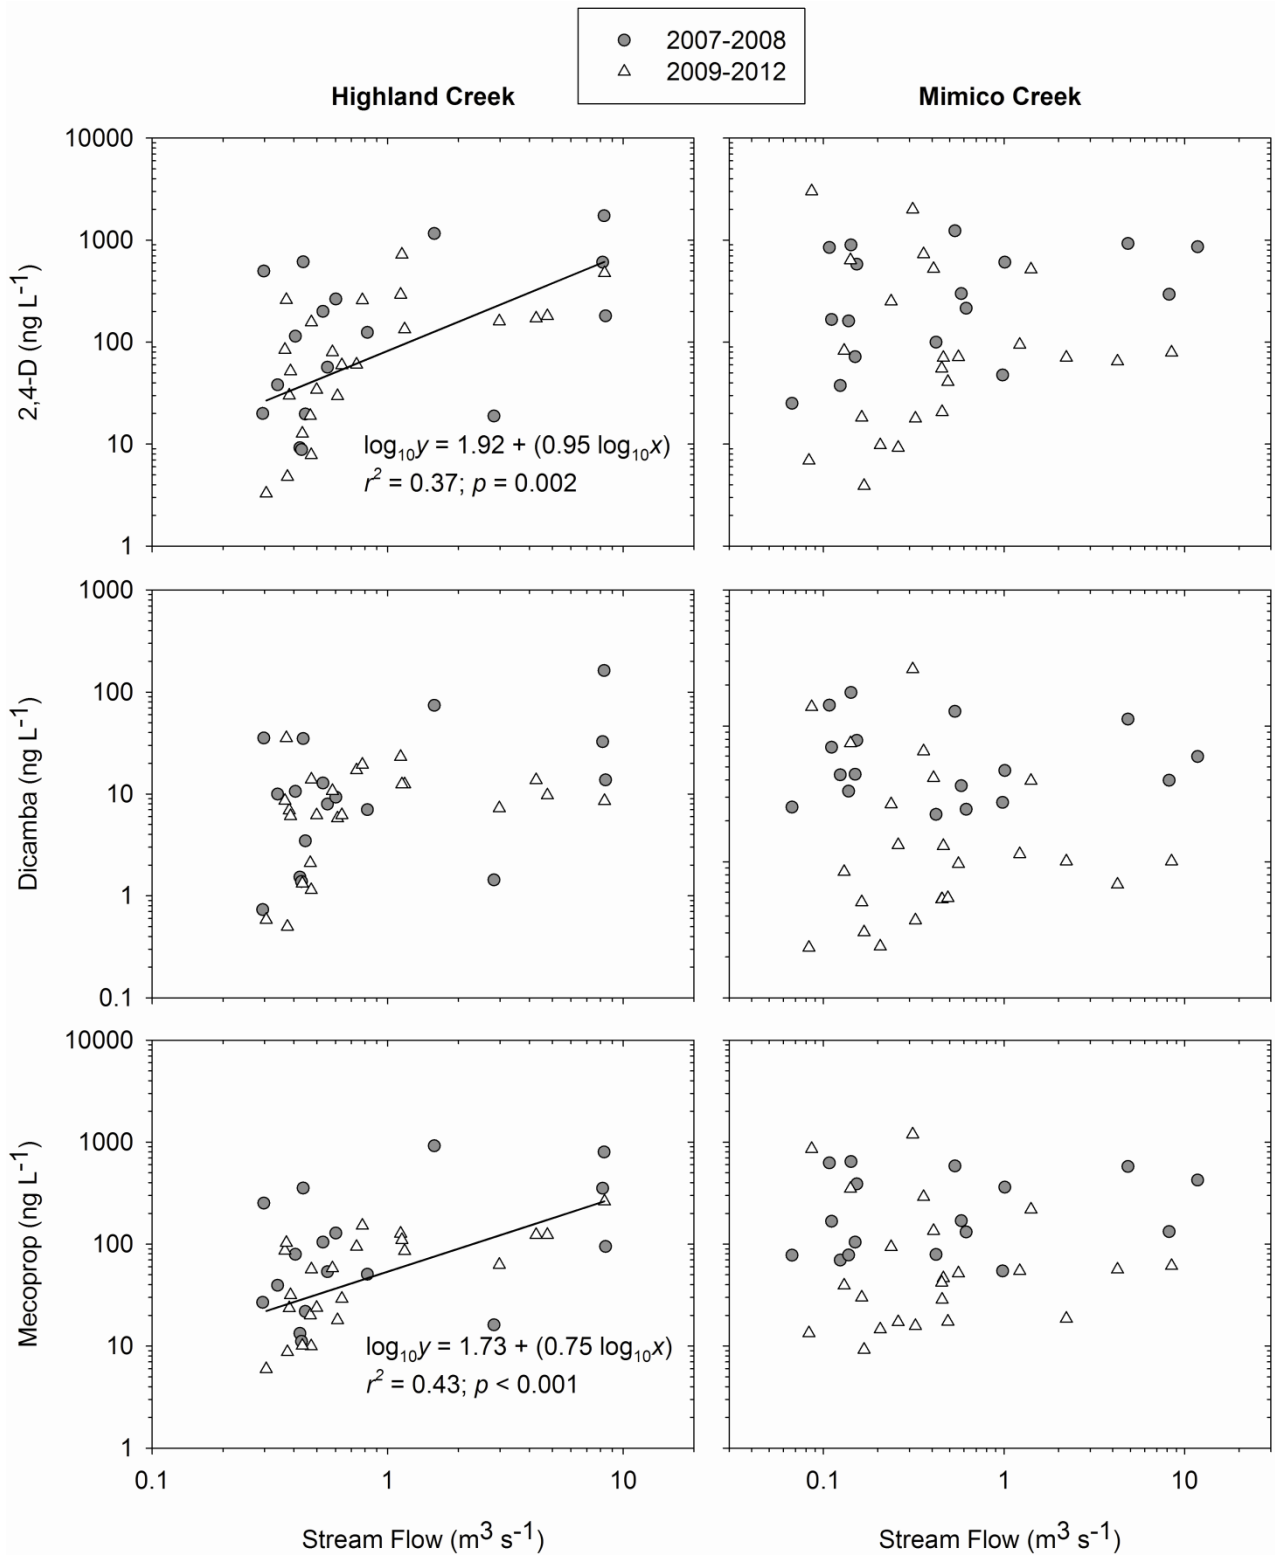 2007-2008
2009-2012
Highland Creek
Mimico Creek
10000
1000
100
10
1
2,4-D (ng L⁻¹)
log₁₀y = 1.92 + (0.95 log₁₀x)
r² = 0.37; p = 0.002
1000
100
10
1
0.1
Dicamba (ng L⁻¹)
10000
1000
100
10
1
Mecoprop (ng L⁻¹)
log₁₀y = 1.73 + (0.75 log₁₀x)
r² = 0.43; p < 0.001
0.1 1 10
0.1 1 10
Stream Flow (m³ s⁻¹)
Stream Flow (m³ s⁻¹)